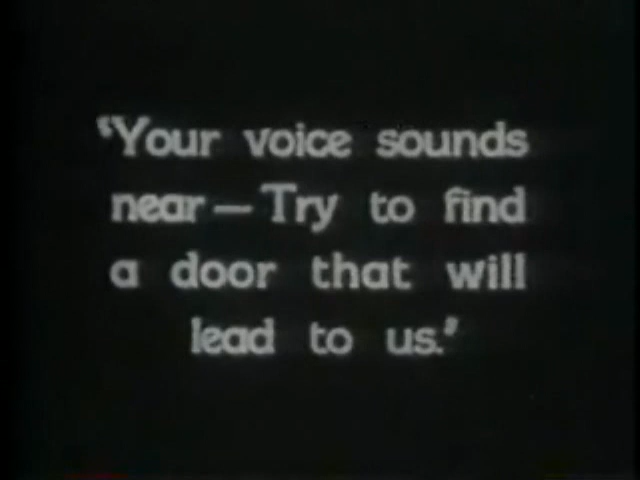 ‘Your voice sounds
near — Try to find
a door that will
lead to us.’